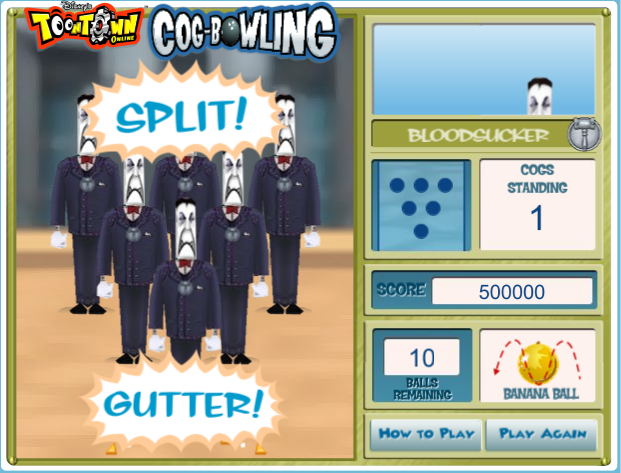 Disney's
TOONTOWN
ONLINE
COG-BOWLING
SPLIT!
BLOODSUCKER
COGS
STANDING
1
SCORE
500000
10
BALLS
REMAINING
BANANA BALL
GUTTER!
How to Play
Play Again